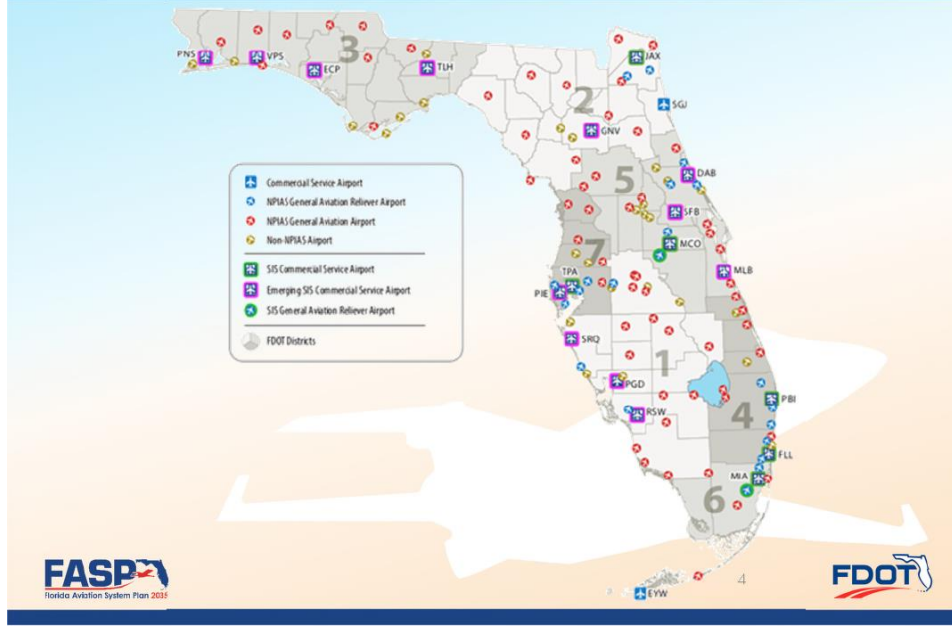 3
PNS
VPS
ECP
TLH
JAX
2
SGJ
GNV
5
DAB
SFB
MCO
7
TPA
PIE
MLB
SRQ
1
PGD
RSW
4
PBI
FLL
MIA
6
EYW
4
Commercial Service Airport
NPIAS General Aviation Reliever Airport
NPIAS General Aviation Airport
Non-NPIAS Airport
SIS Commercial Service Airport
Emerging SIS Commercial Service Airport
SIS General Aviation Reliever Airport
FDOT Districts
FASP
Florida Aviation System Plan 2035
FDOT